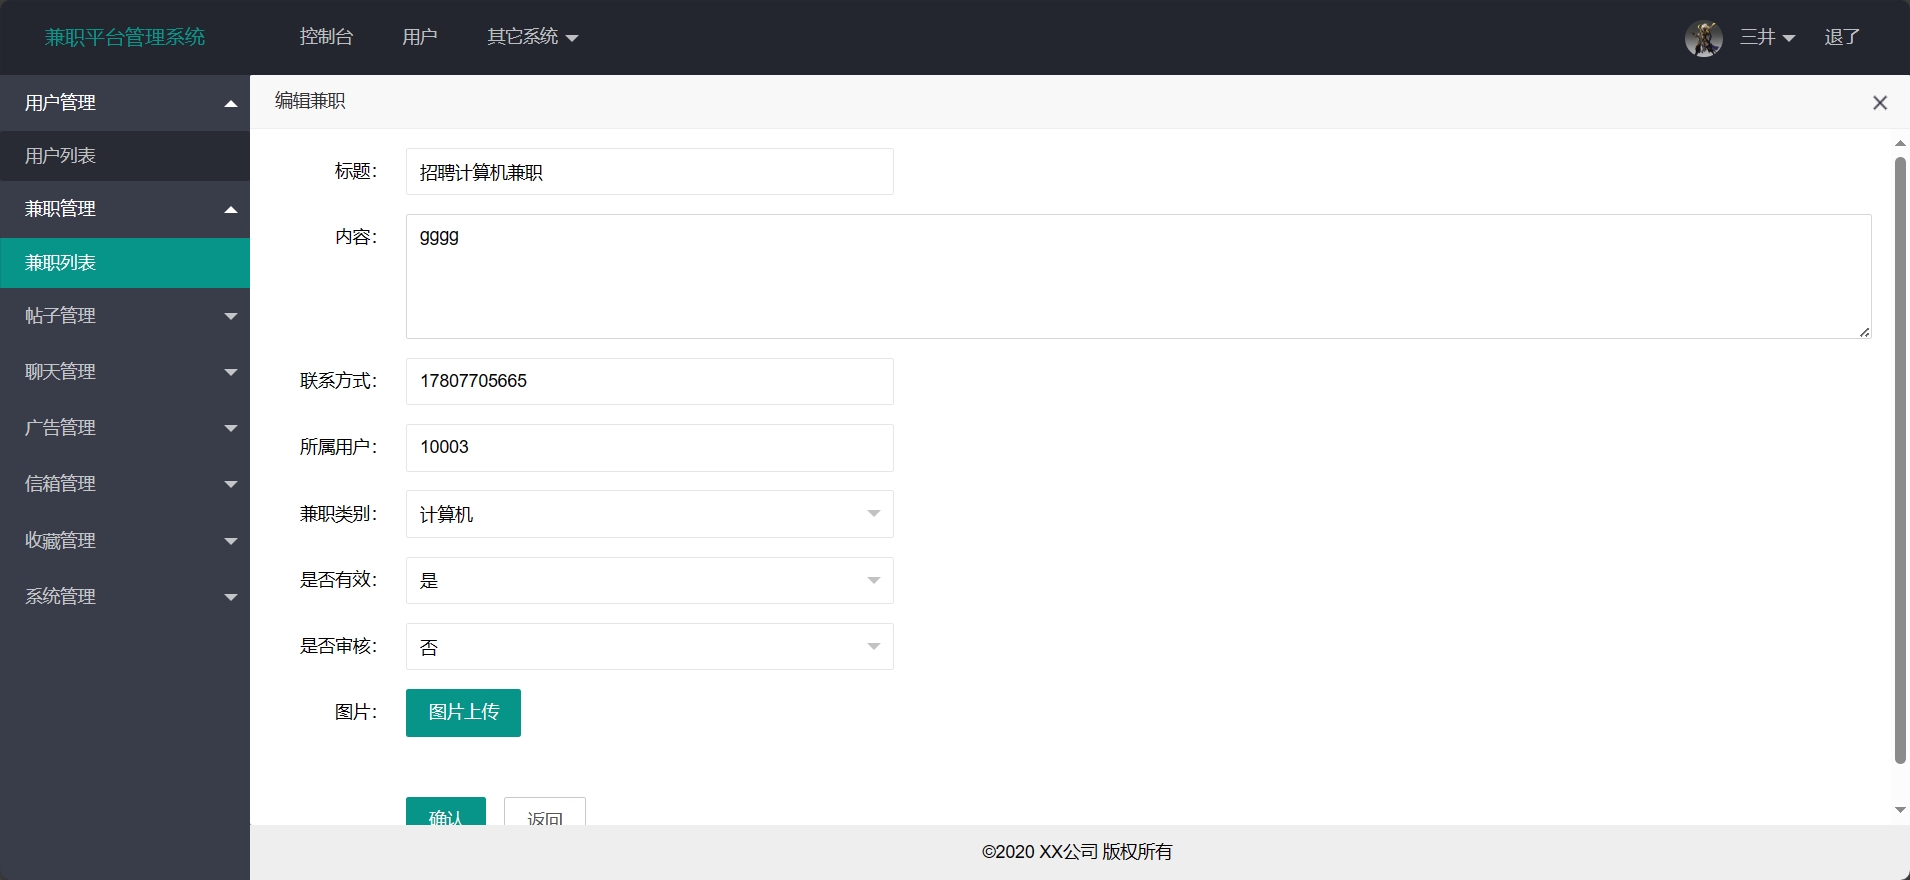 兼职平台管理系统 控制台 用户 其它系统 三井 退了
用户管理
用户列表
兼职管理
兼职列表
帖子管理
聊天管理
广告管理
信箱管理
收藏管理
系统管理
编辑兼职
标题： 招聘计算机兼职
内容： gggg
联系方式： 17807705665
所属用户： 10003
兼职类别： 计算机
是否有效： 是
是否审核： 否
图片： 图片上传
确认 返回
©2020 XX公司 版权所有